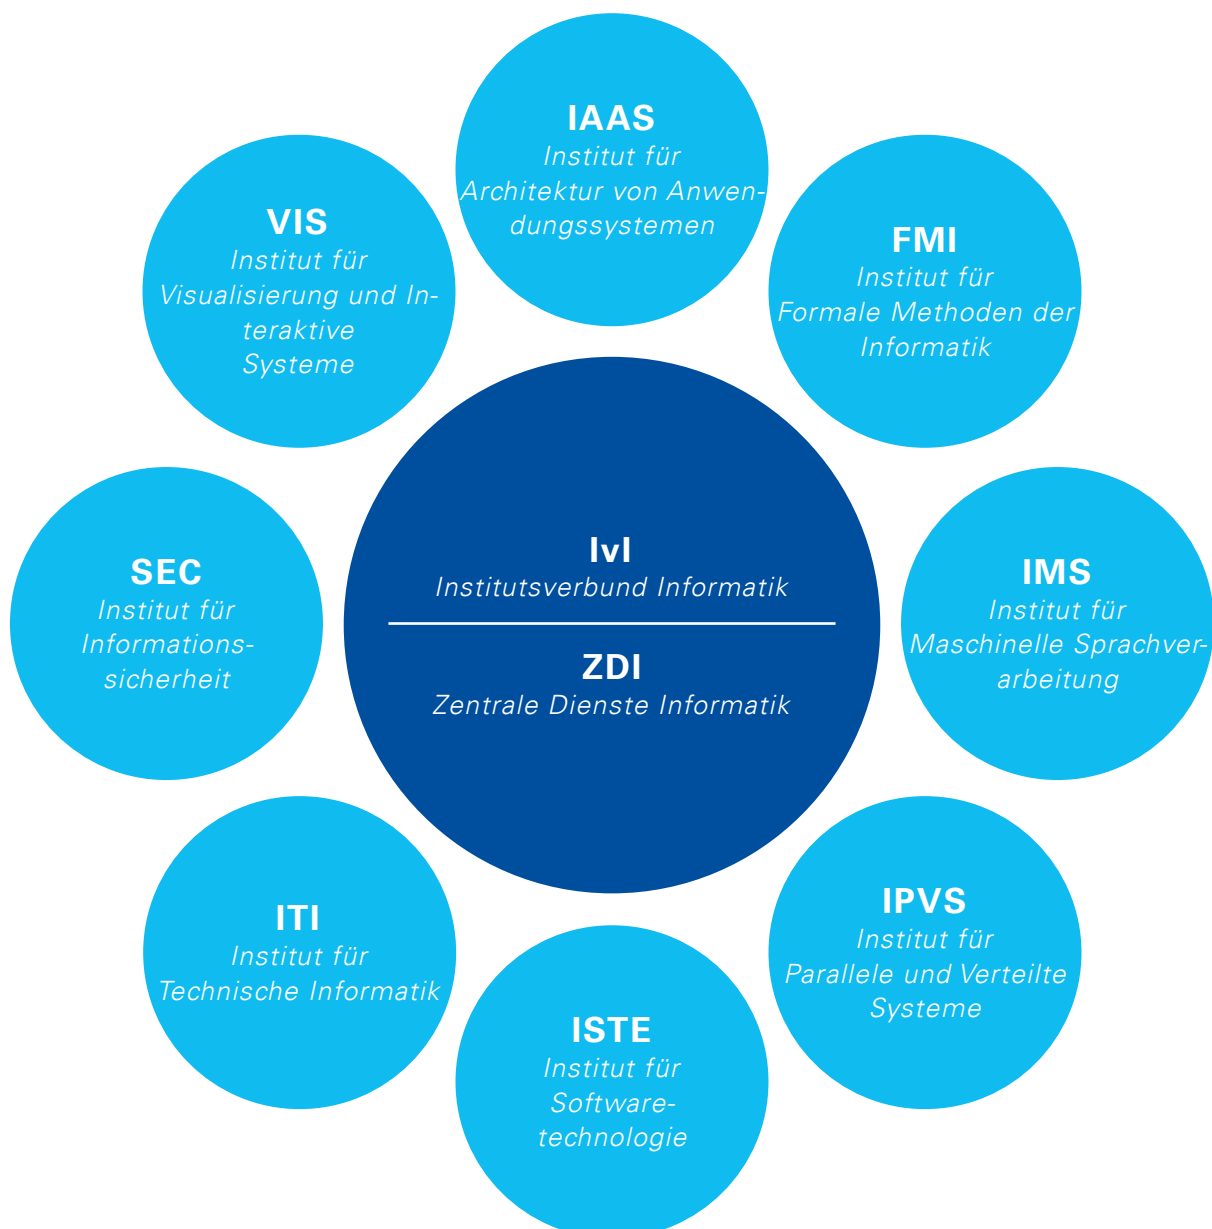 IAAS
Institut für
Architektur von Anwen-
dungssystemen
VIS
Institut für
Visualisierung und In-
teraktive
Systeme
FMI
Institut für
Formale Methoden der
Informatik
SEC
Institut für
Informations-
sicherheit
IvI
Institutsverbund Informatik
ZDI
Zentrale Dienste Informatik
IMS
Institut für
Maschinelle Sprachver-
arbeitung
ITI
Institut für
Technische Informatik
IPVS
Institut für
Parallele und Verteilte
Systeme
ISTE
Institut für
Software-
technologie